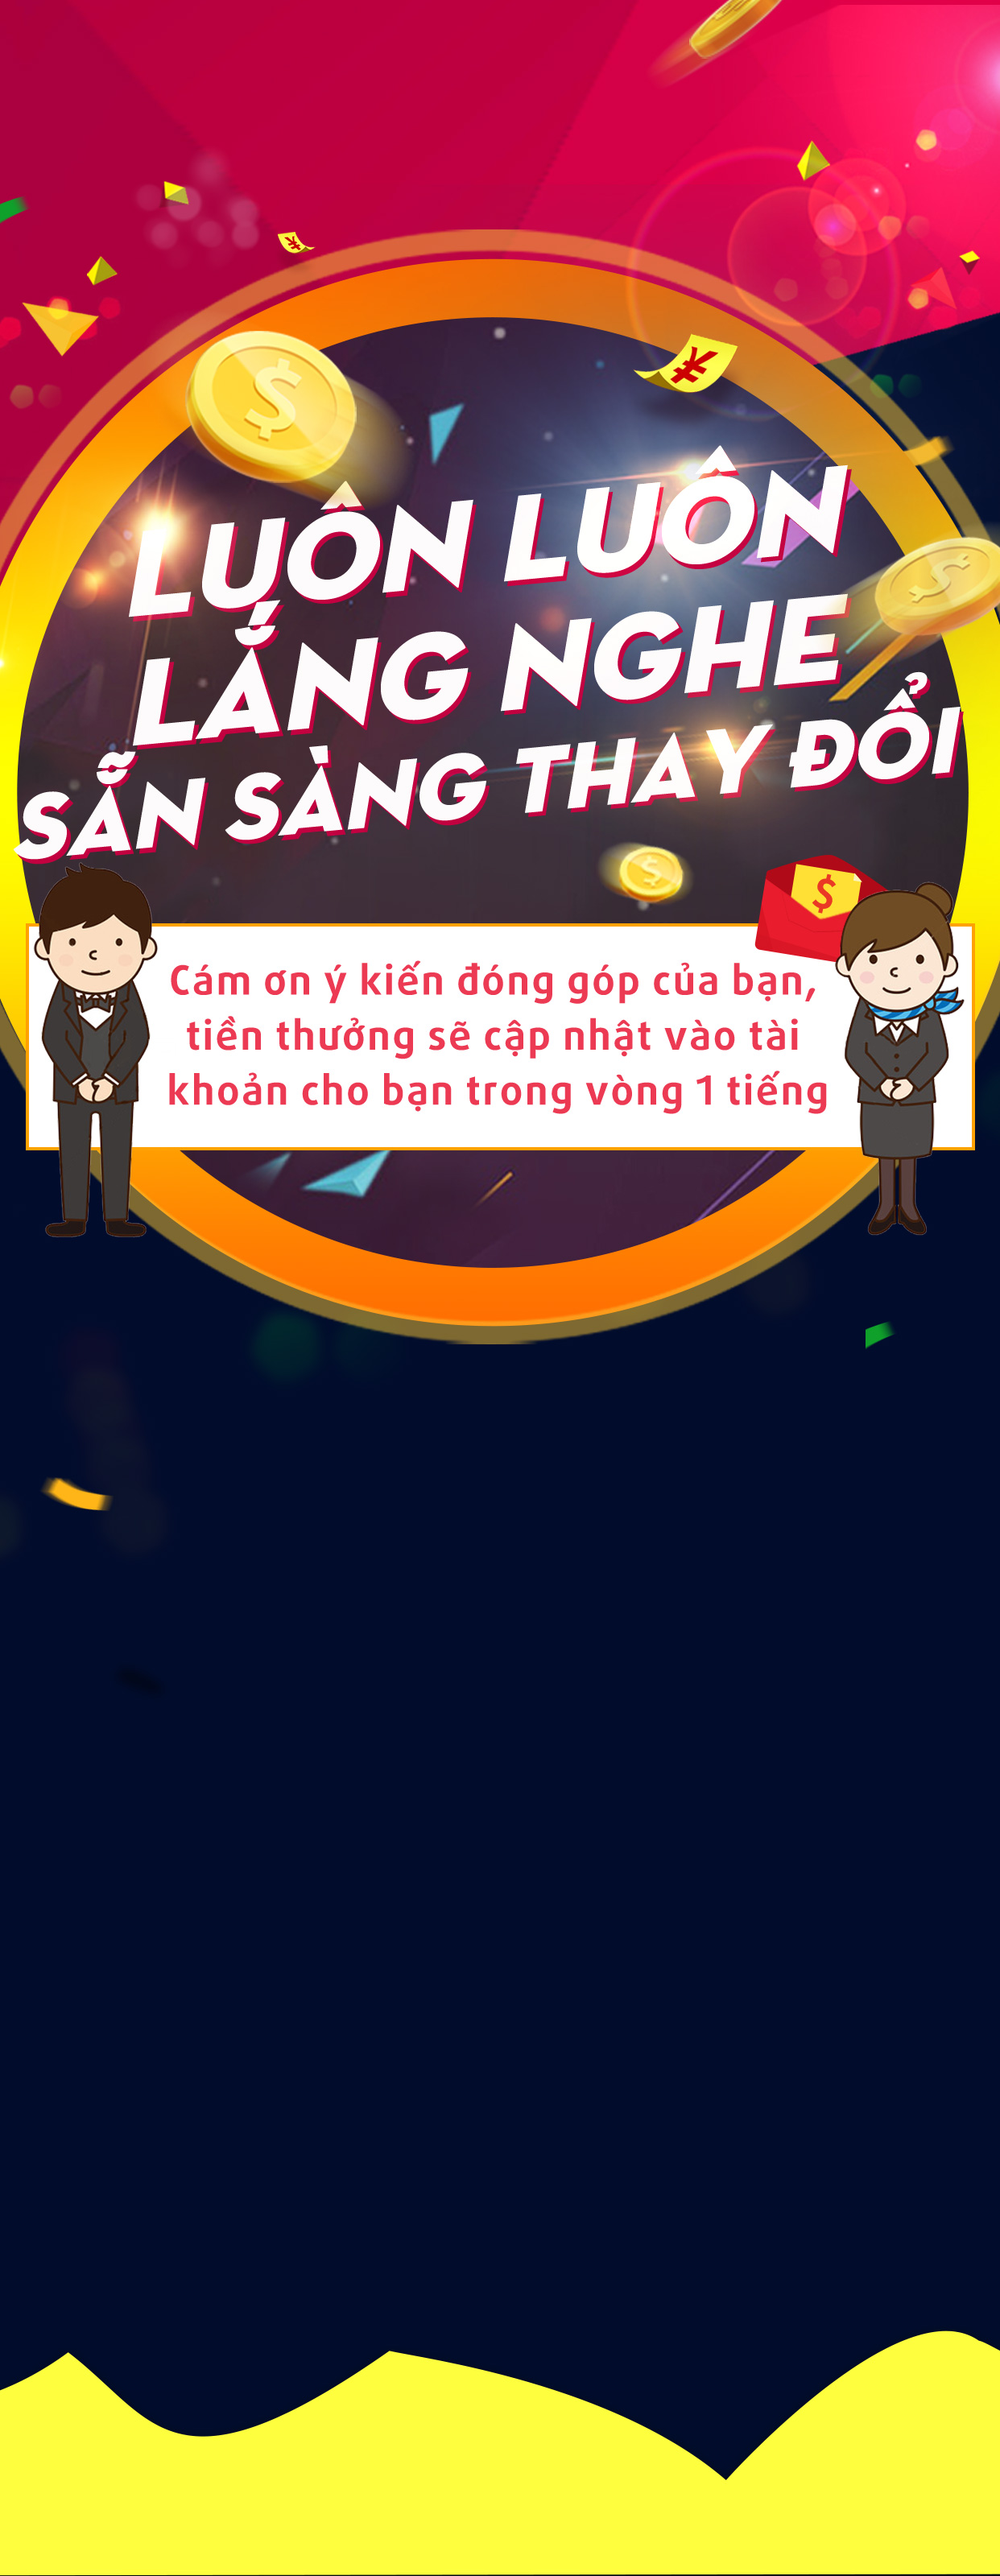 LUÔN LUÔN
LẮNG NGHE
SẴN SÀNG THAY ĐỔI
Cám ơn ý kiến đóng góp của bạn,
tiền thưởng sẽ cập nhật vào tài
khoản cho bạn trong vòng 1 tiếng